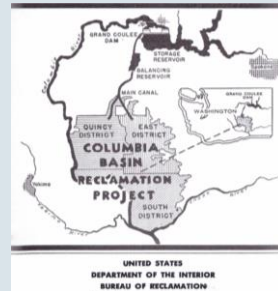 GRAND COULEE
DAM
STORAGE
RESERVOIR
BALANCING
RESERVOIR
MAIN CANAL
GRAND COULEE
DAM
WASHINGTON
QUINCY
DISTRICT
EAST
DISTRICT
COLUMBIA
BASIN
RECLAMATION
PROJECT
SOUTH
DISTRICT
UNITED STATES
DEPARTMENT OF THE INTERIOR
BUREAU OF RECLAMATION